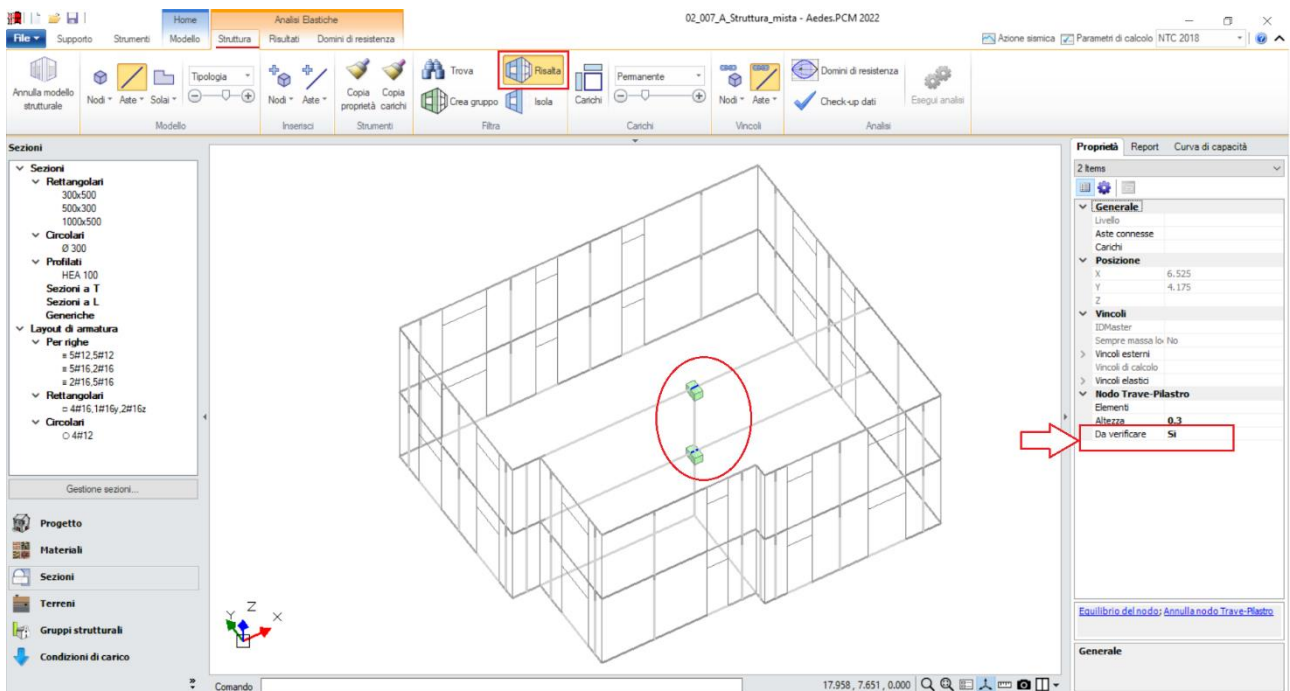 Home
Analisi Elastiche
02_007_A_Struttura_mista - Aedes.PCM 2022
File
Supporto
Strumenti
Modello
Struttura
Risultati
Domini di resistenza
Azione sismica
Parametri di calcolo
NTC 2018
Annulla modello
strutturale
Nodi
Aste
Solai
Tipologia
Modello
Nodi
Aste
Inserisci
Copia
proprietà
Copia
carichi
Strumenti
Trova
Risalta
Crea gruppo
Isola
Filtra
Carichi
Permanente
Carichi
Nodi
Aste
Vincoli
Domini di resistenza
Check-up dati
Esegui analisi
Analisi
Sezioni
Sezioni
Rettangolari
300x500
500x300
1000x500
Circolari
Ø 300
Profilati
HEA 100
Sezioni a T
Sezioni a L
Generiche
Layout di armatura
Per righe
5#12,5#12
5#16,2#16
2#16,5#16
Rettangolari
4#16,1#16y,2#16z
Circolari
4#12
Gestione sezioni...
Progetto
Materiali
Sezioni
Terreni
Gruppi strutturali
Condizioni di carico
Y Z X
Comando
17.958 , 7.651 , 0.000
Proprietà
Report
Curva di capacità
2 Items
Generale
Livello
Aste connesse
Carichi
Posizione
X 6.525
Y 4.175
Z
Vincoli
IDMaster
Sempre massa lo No
Vincoli esterni
Vincoli di calcolo
Vincoli elastici
Nodo Trave-Pilastro
Elementi
Altezza 0.3
Da verificare Sì
Equilibrio del nodo; Annulla nodo Trave-Pilastro
Generale